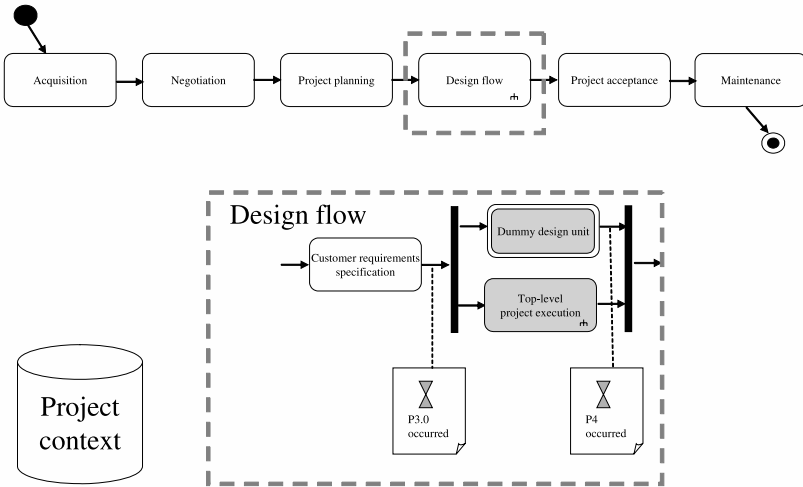 Acquisition
Negotiation
Project planning
Design flow
Project acceptance
Maintenance
Design flow
Customer requirements
specification
Dummy design unit
Top-level
project execution
P3.0
occurred
P4
occurred
Project
context